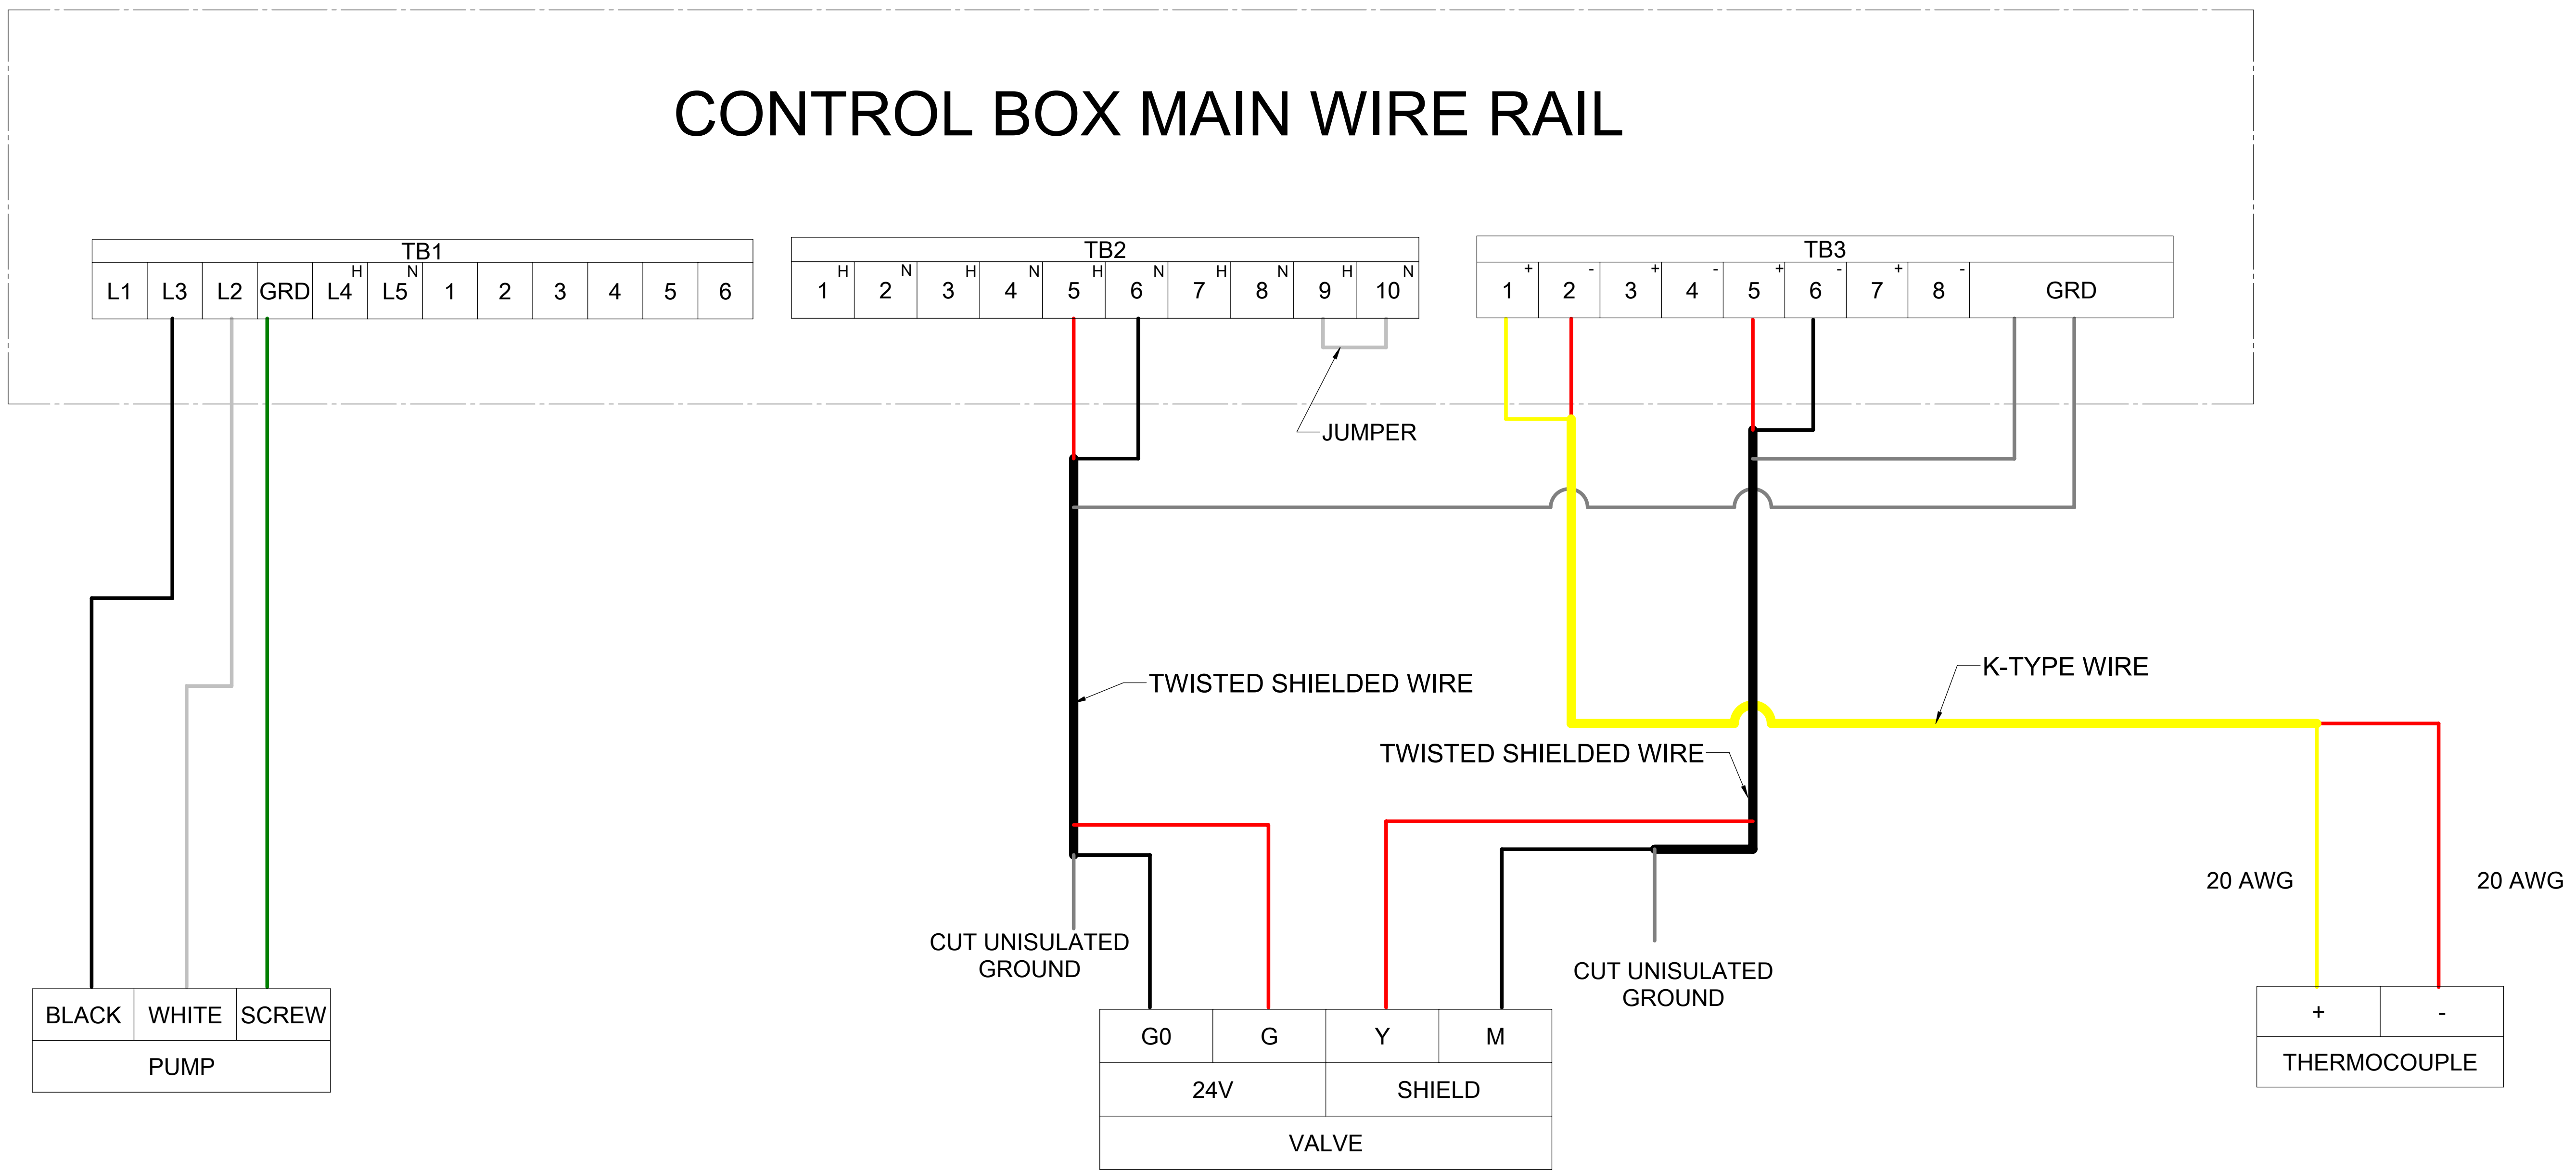 CONTROL BOX MAIN WIRE RAIL
TB1
L1 L3 L2 GRD L4 H L5 N 1 2 3 4 5 6
TB2
1 H 2 N 3 H 4 N 5 H 6 N 7 H 8 N 9 H 10 N
TB3
1 + 2 - 3 + 4 - 5 + 6 - 7 + 8 - GRD
JUMPER
K-TYPE WIRE
TWISTED SHIELDED WIRE
TWISTED SHIELDED WIRE
20 AWG
20 AWG
CUT UNISULATED
GROUND
CUT UNISULATED
GROUND
BLACK WHITE SCREW
PUMP
G0 G Y M
24V SHIELD
VALVE
+ -
THERMOCOUPLE